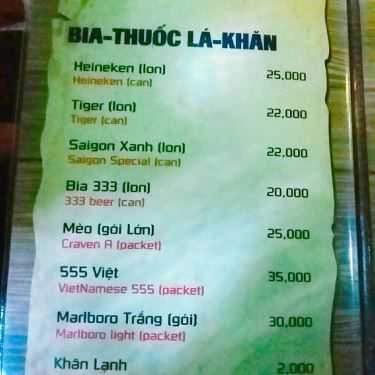 BIA-THUỐC LÁ-KHĂN
Heineken (lon) 25,000
Heineken (can)
Tiger (lon) 22,000
Tiger (can)
Saigon Xanh (lon) 22,000
Saigon Special (can)
Bia 333 (lon) 20,000
333 beer (can)
Mèo (gói Lớn) 25,000
Craven A (packet)
555 Việt 35,000
VietNamese 555 (packet)
Marlboro Trắng (gói) 30,000
Marlboro light (packet)
Khăn Lạnh 2,000